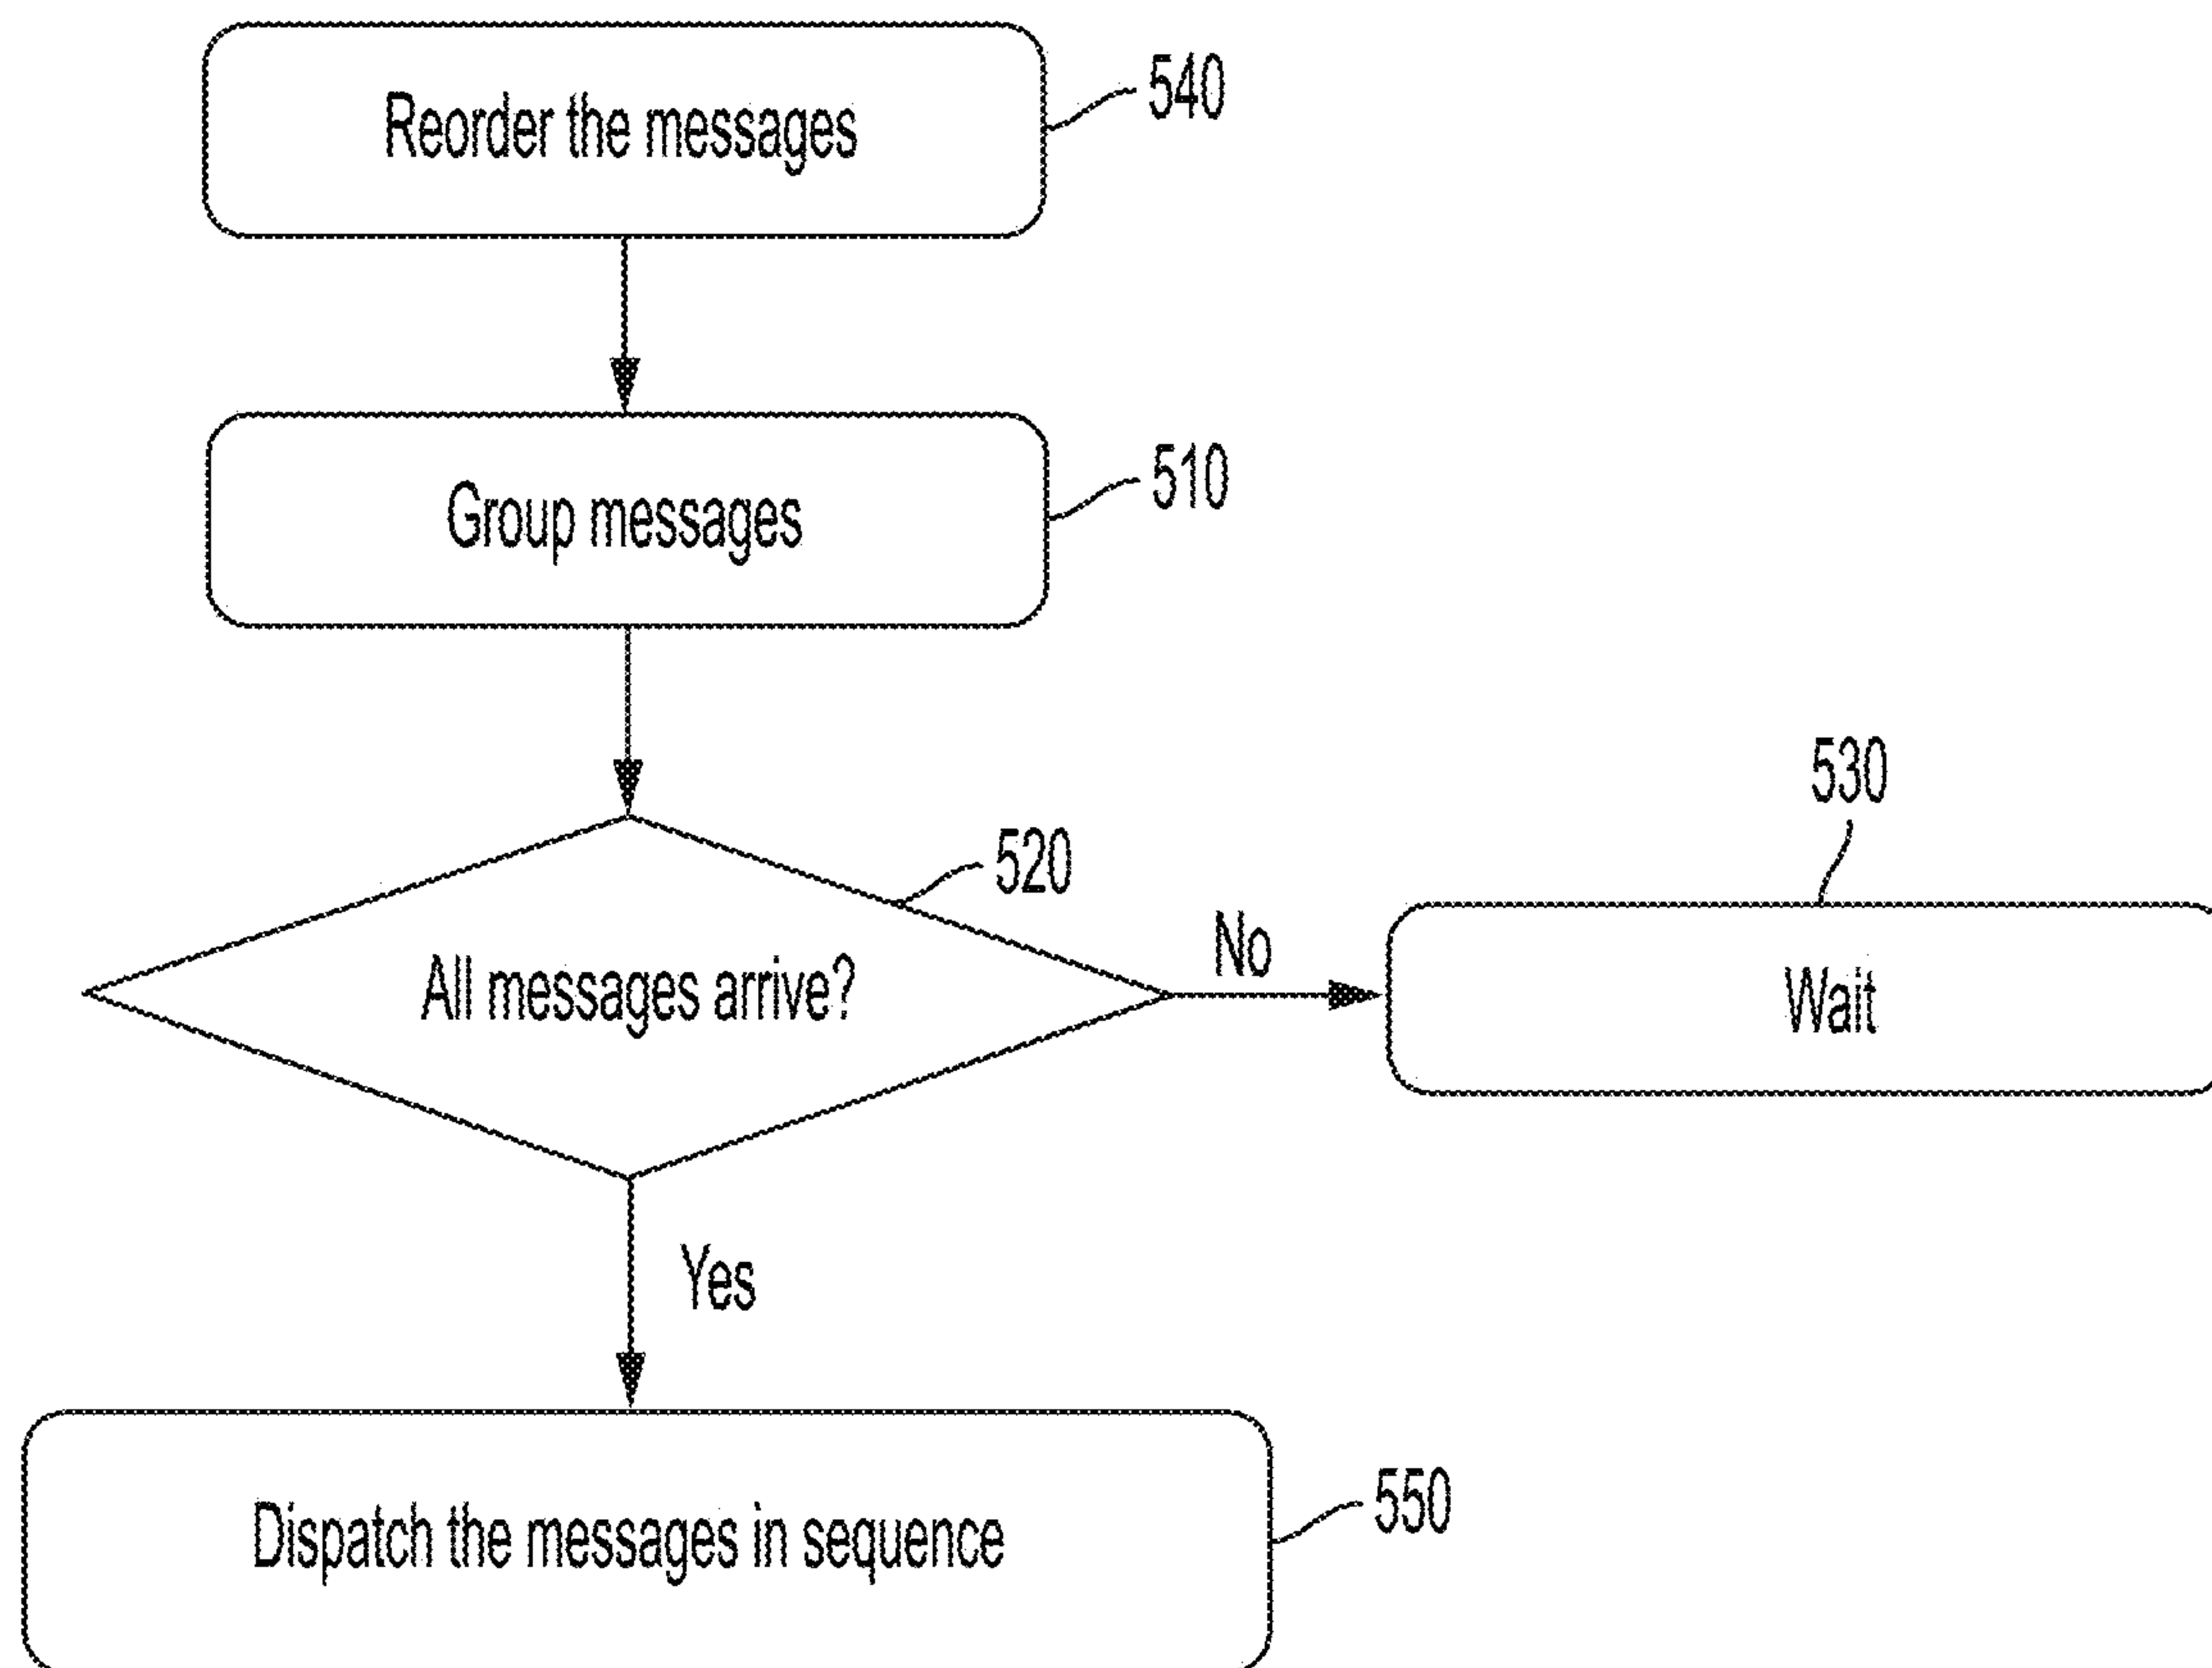 Reorder the messages
540
Group messages
510
520
All messages arrive?
No
530
Wait
Yes
Dispatch the messages in sequence
550